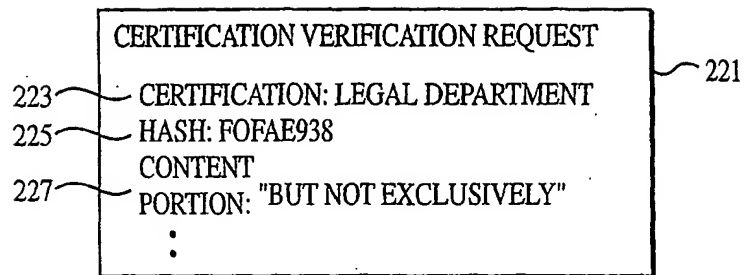 CERTIFICATION VERIFICATION REQUEST
221
223 CERTIFICATION: LEGAL DEPARTMENT
225 HASH: FOFAE938
CONTENT
227 PORTION: "BUT NOT EXCLUSIVELY"